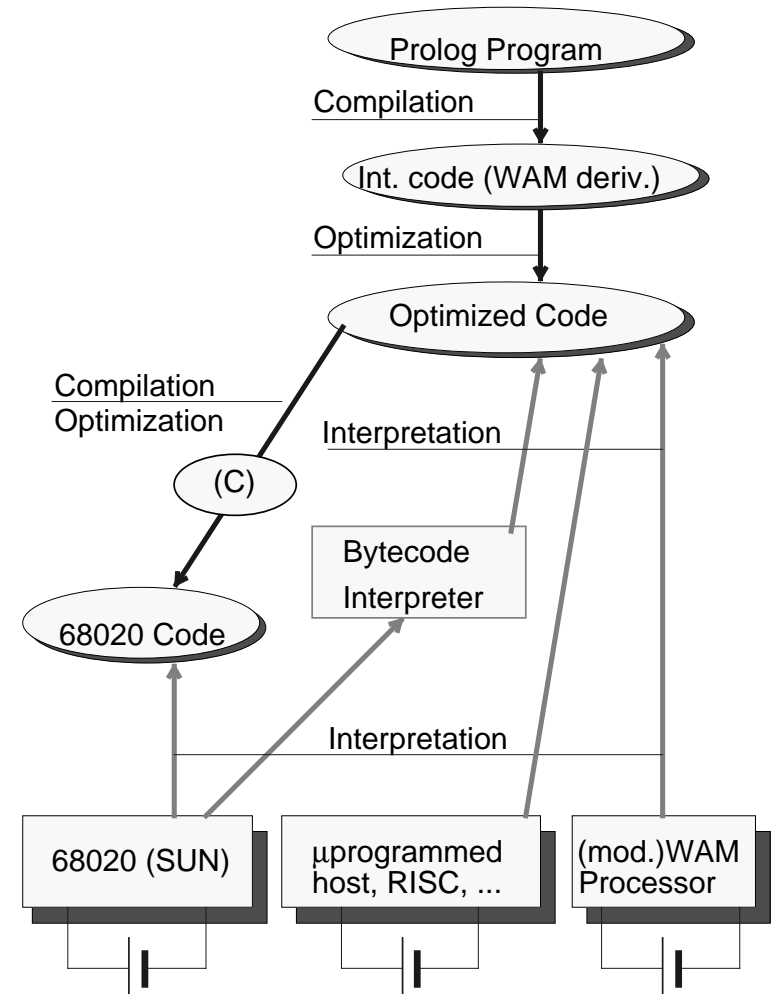 Prolog Program
Compilation
Int. code (WAM deriv.)
Optimization
Optimized Code
Compilation
Optimization
Interpretation
(C)
Bytecode
Interpreter
68020 Code
Interpretation
68020 (SUN)
μprogrammed
host, RISC, ...
(mod.)WAM
Processor